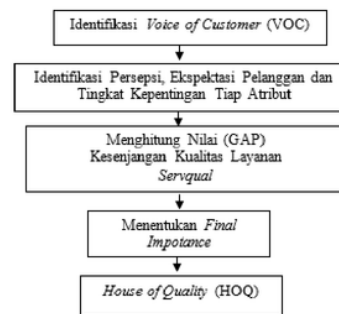 Identifikasi Voice of Customer (VOC)
Identifikasi Persepsi, Ekspektasi Pelanggan dan
Tingkat Kepentingan Tiap Atribut
Menghitung Nilai (GAP)
Kesenjangan Kualitas Layanan
Servqual
Menentukan Final
Impotance
House of Quality (HOQ)